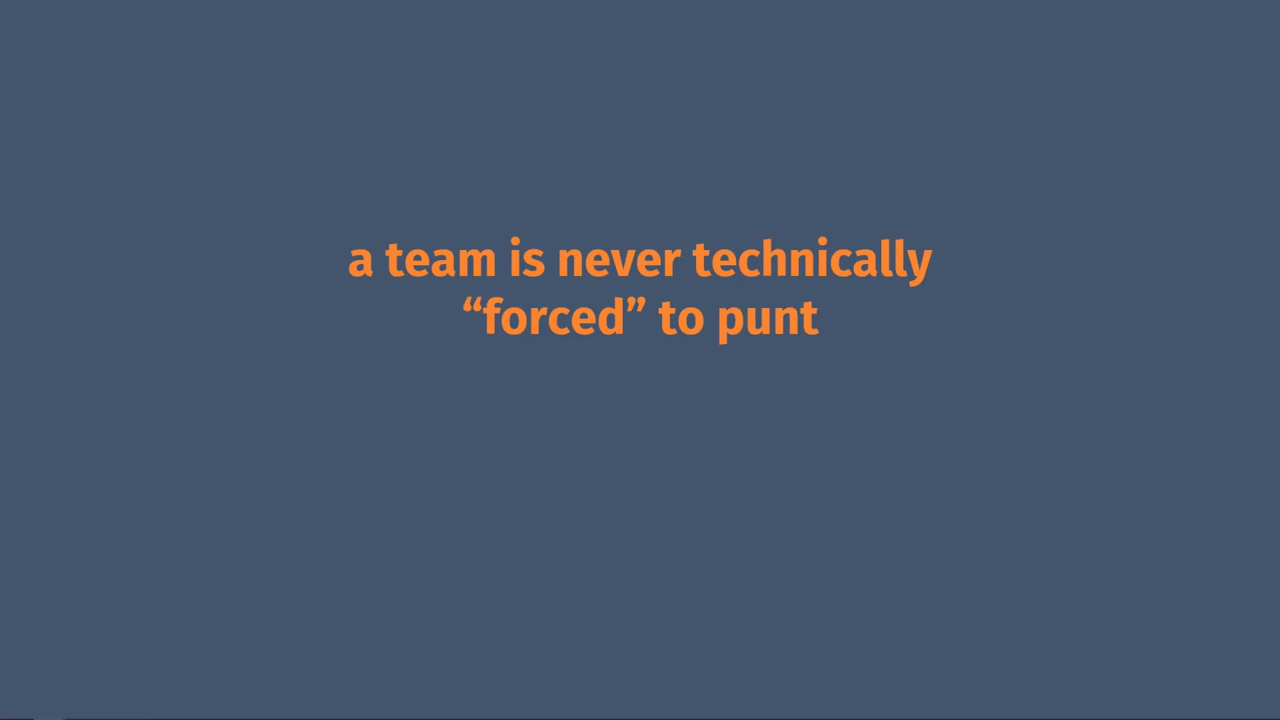 a team is never technically
“forced” to punt